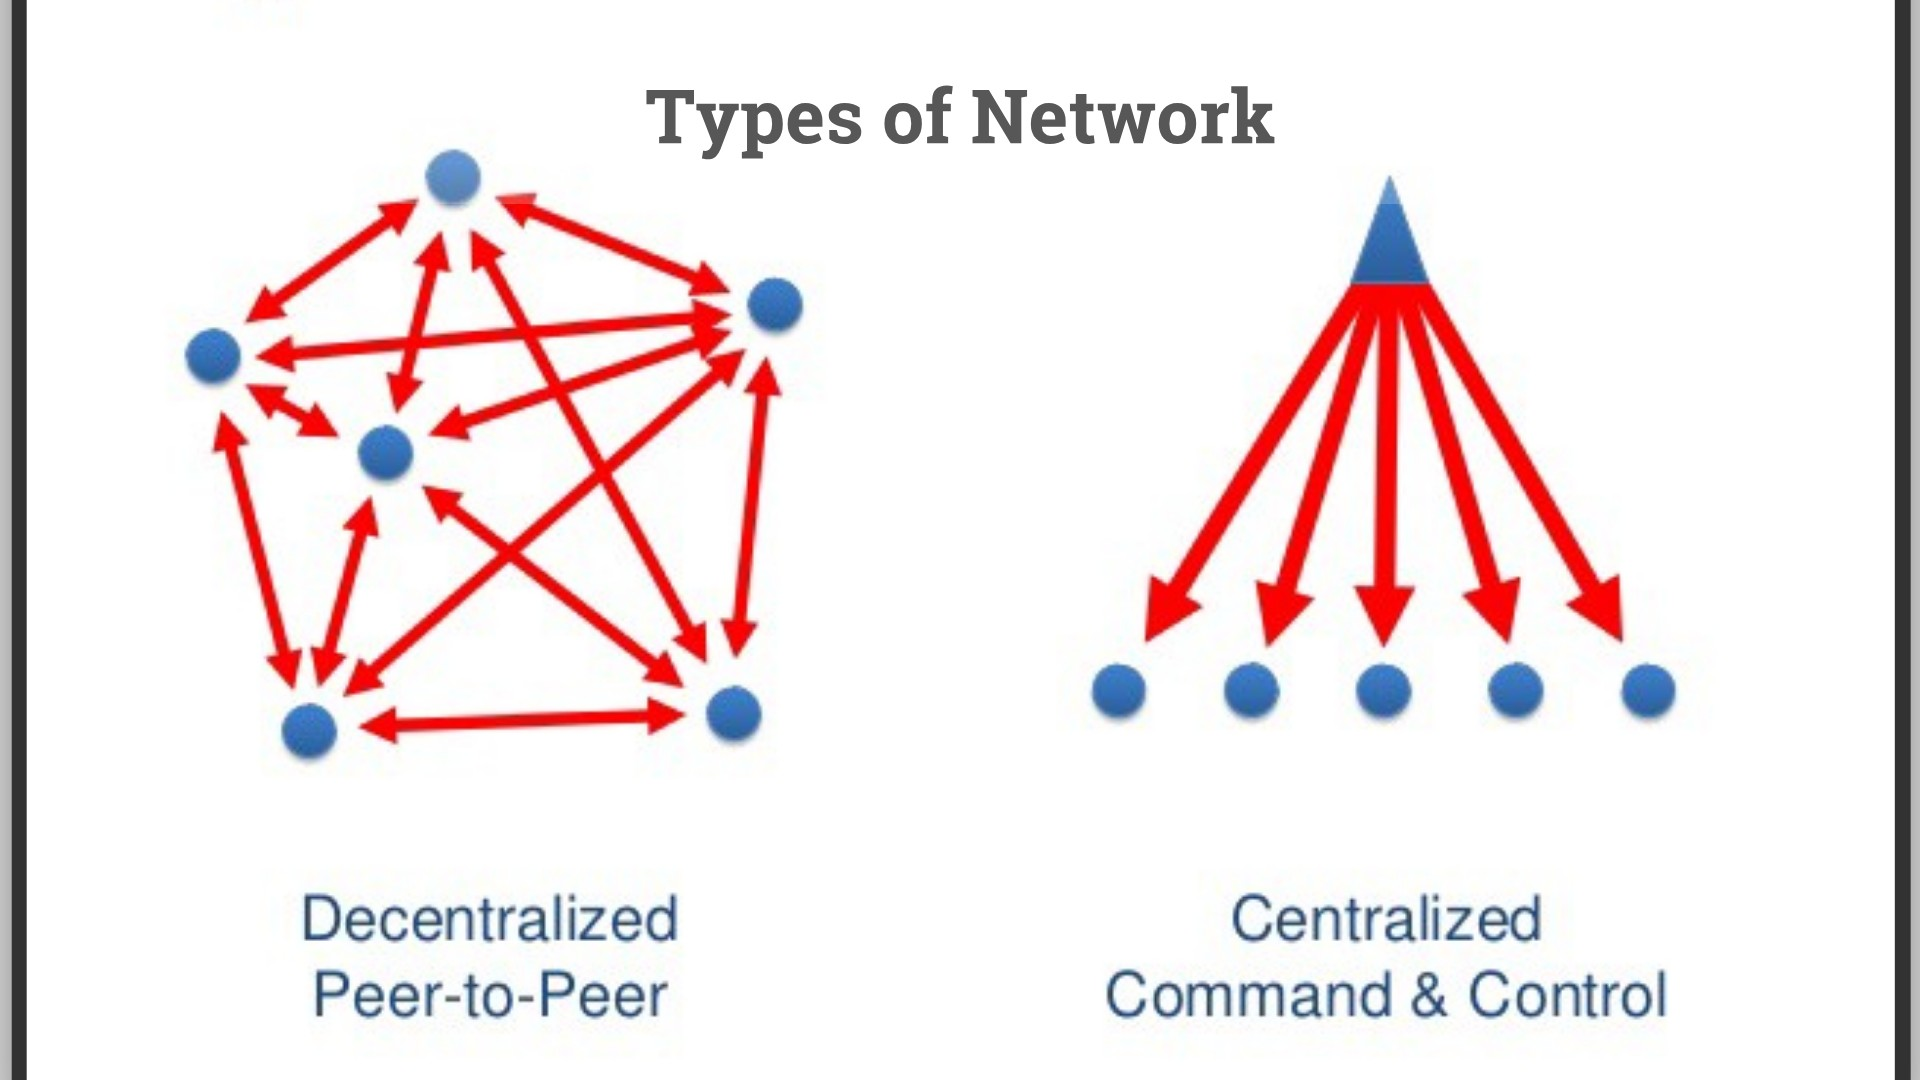 Types of Network
Decentralized
Peer-to-Peer
Centralized
Command & Control